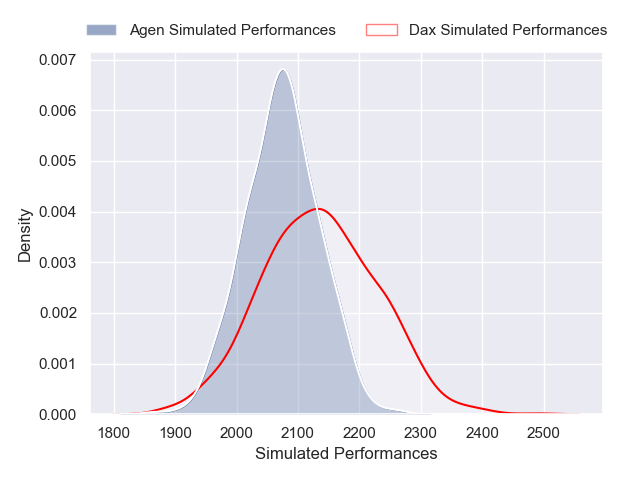 Agen Simulated Performances Dax Simulated Performances
0.007
0.006
0.005
0.004
0.003
0.002
0.001
0.000
Density
1800 1900 2000 2100 2200 2300 2400 2500
Simulated Performances